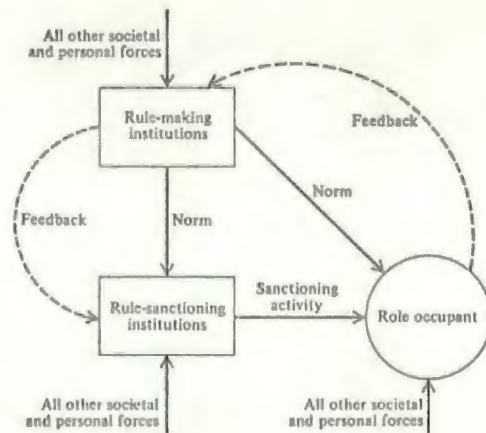 All other societal
and personal forces
Rule-making
institutions
Feedback
Norm
Feedback
Norm
Rule-sanctioning
institutions
Sanctioning
activity
Role occupant
All other societal
and personal forces
All other societal
and personal forces